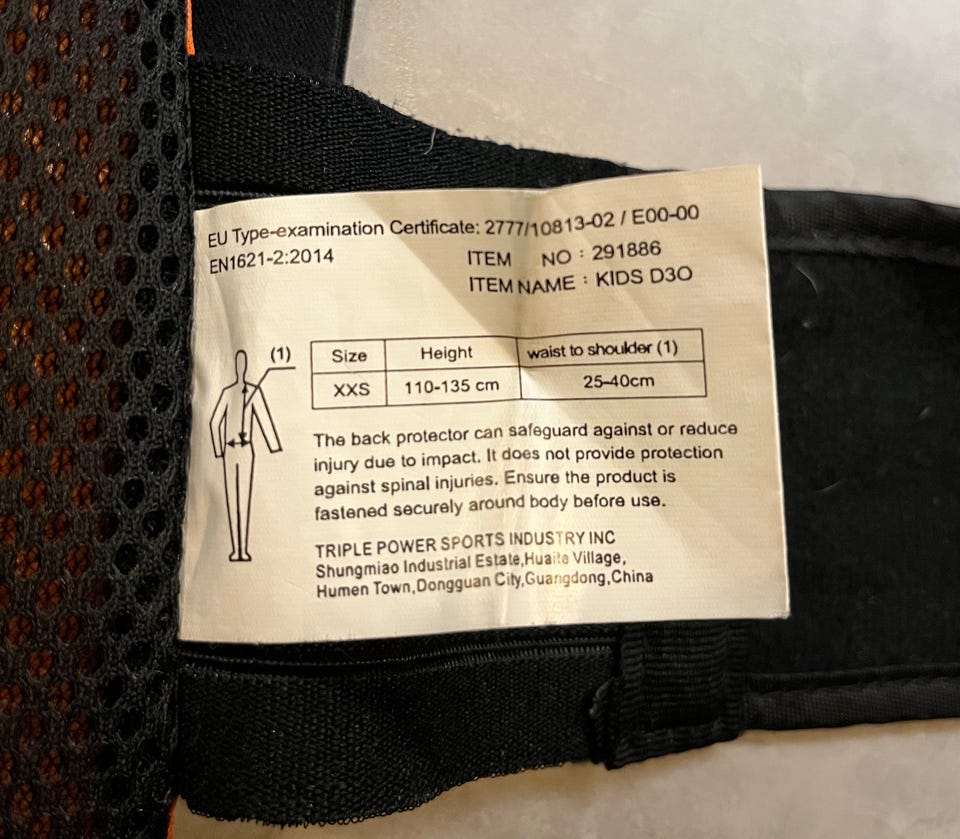 EU Type-examination Certificate: 2777/10813-02 / E00-00
EN1621-2:2014
ITEM NO : 291886
ITEM NAME : KIDS D3O
(1)
Size Height waist to shoulder (1)
XXS 110-135 cm 25-40cm
The back protector can safeguard against or reduce
injury due to impact. It does not provide protection
against spinal injuries. Ensure the product is
fastened securely around body before use.
TRIPLE POWER SPORTS INDUSTRY INC
Shungmiao Industrial Estate,Huaite Village,
Humen Town,Dongguan City,Guangdong,China